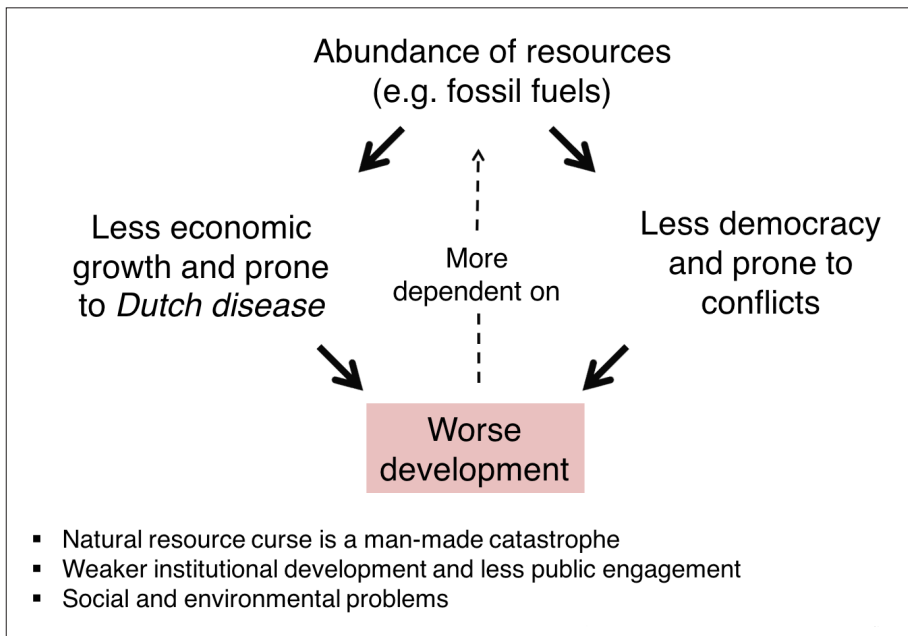 Abundance of resources
(e.g. fossil fuels)
Less economic
growth and prone
to Dutch disease
More
dependent on
Less democracy
and prone to
conflicts
Worse
development
▪ Natural resource curse is a man-made catastrophe
▪ Weaker institutional development and less public engagement
▪ Social and environmental problems